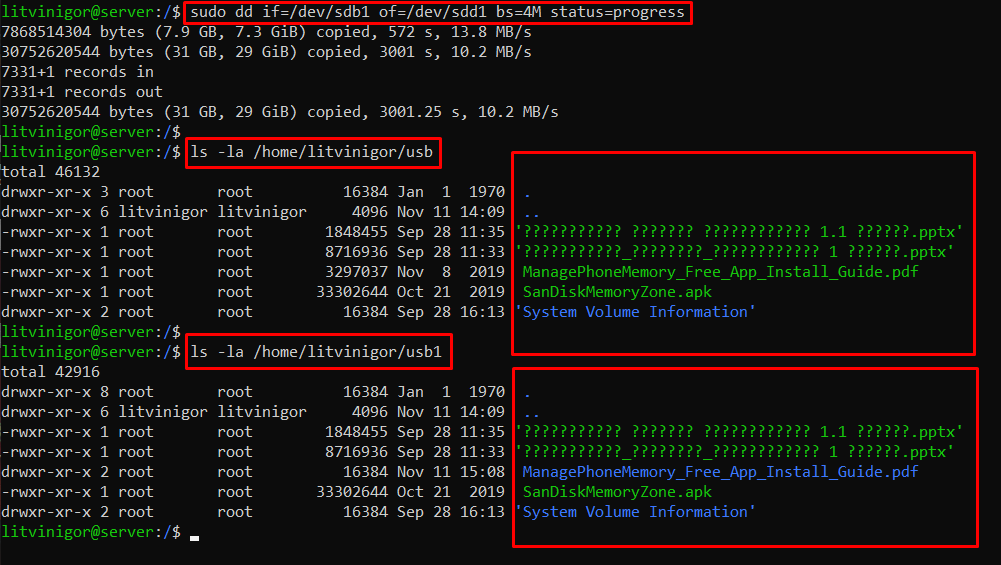 litvinigor@server:/$ sudo dd if=/dev/sdb1 of=/dev/sdd1 bs=4M status=progress
7868514304 bytes (7.9 GB, 7.3 GiB) copied, 572 s, 13.8 MB/s
30752620544 bytes (31 GB, 29 GiB) copied, 3001 s, 10.2 MB/s
7331+1 records in
7331+1 records out
30752620544 bytes (31 GB, 29 GiB) copied, 3001.25 s, 10.2 MB/s
litvinigor@server:/$
litvinigor@server:/$ ls -la /home/litvinigor/usb
total 46132
drwxr-xr-x 3 root       root          16384 Jan  1  1970  .
drwxr-xr-x 6 litvinigor litvinigor     4096 Nov 11 14:09  ..
-rwxr-xr-x 1 root       root        1848455 Sep 28 11:35 '??????????? ??????? ???????????? 1.1 ??????.pptx'
-rwxr-xr-x 1 root       root        8716936 Sep 28 11:33 '???????????_????????_???????????? 1 ??????.pptx'
-rwxr-xr-x 1 root       root        3297037 Nov  8  2019  ManagePhoneMemory_Free_App_Install_Guide.pdf
-rwxr-xr-x 1 root       root       33302644 Oct 21  2019  SanDiskMemoryZone.apk
drwxr-xr-x 2 root       root          16384 Sep 28 16:13 'System Volume Information'
litvinigor@server:/$
litvinigor@server:/$ ls -la /home/litvinigor/usb1
total 42916
drwxr-xr-x 8 root       root          16384 Jan  1  1970  .
drwxr-xr-x 6 litvinigor litvinigor     4096 Nov 11 14:09  ..
-rwxr-xr-x 1 root       root        1848455 Sep 28 11:35 '??????????? ??????? ???????????? 1.1 ??????.pptx'
-rwxr-xr-x 1 root       root        8716936 Sep 28 11:33 '???????????_????????_???????????? 1 ??????.pptx'
drwxr-xr-x 2 root       root          16384 Nov 11 15:08  ManagePhoneMemory_Free_App_Install_Guide.pdf
-rwxr-xr-x 1 root       root       33302644 Oct 21  2019  SanDiskMemoryZone.apk
drwxr-xr-x 2 root       root          16384 Sep 28 16:13 'System Volume Information'
litvinigor@server:/$